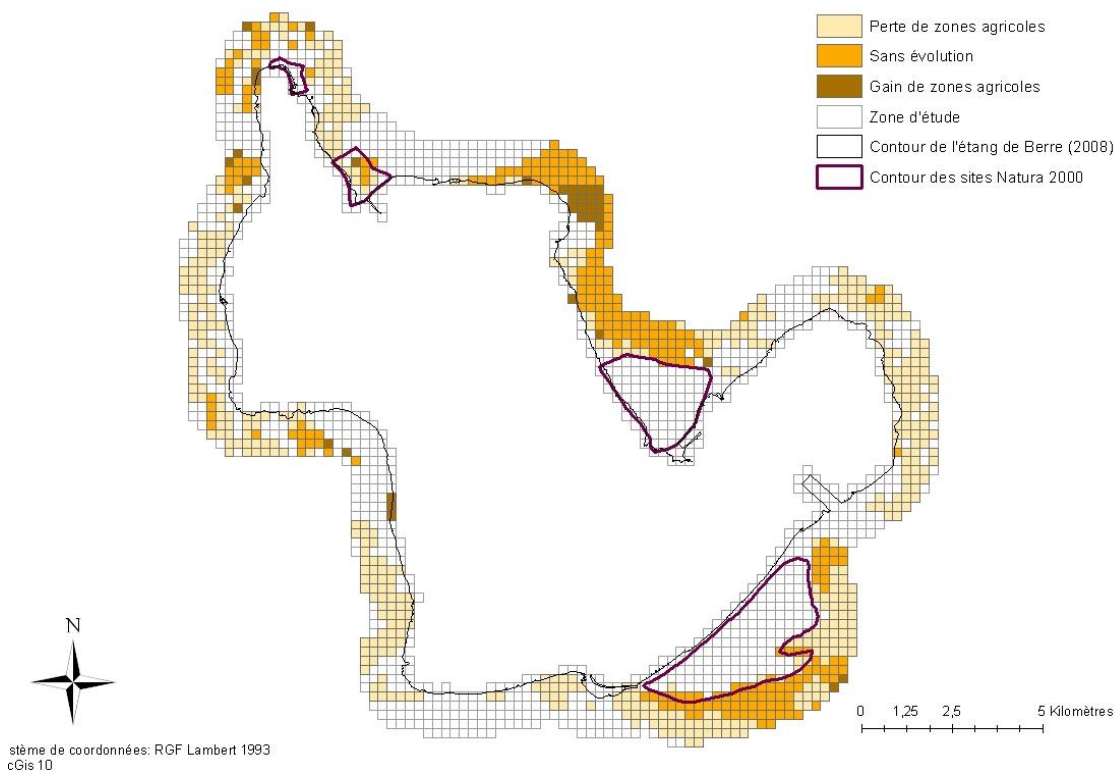 Perte de zones agricoles
Sans évolution
Gain de zones agricoles
Zone d'étude
Contour de l'étang de Berre (2008)
Contour des sites Natura 2000
N
0 1,25 2,5 5 Kilomètres
stème de coordonnées: RGF Lambert 1993
cGis 10